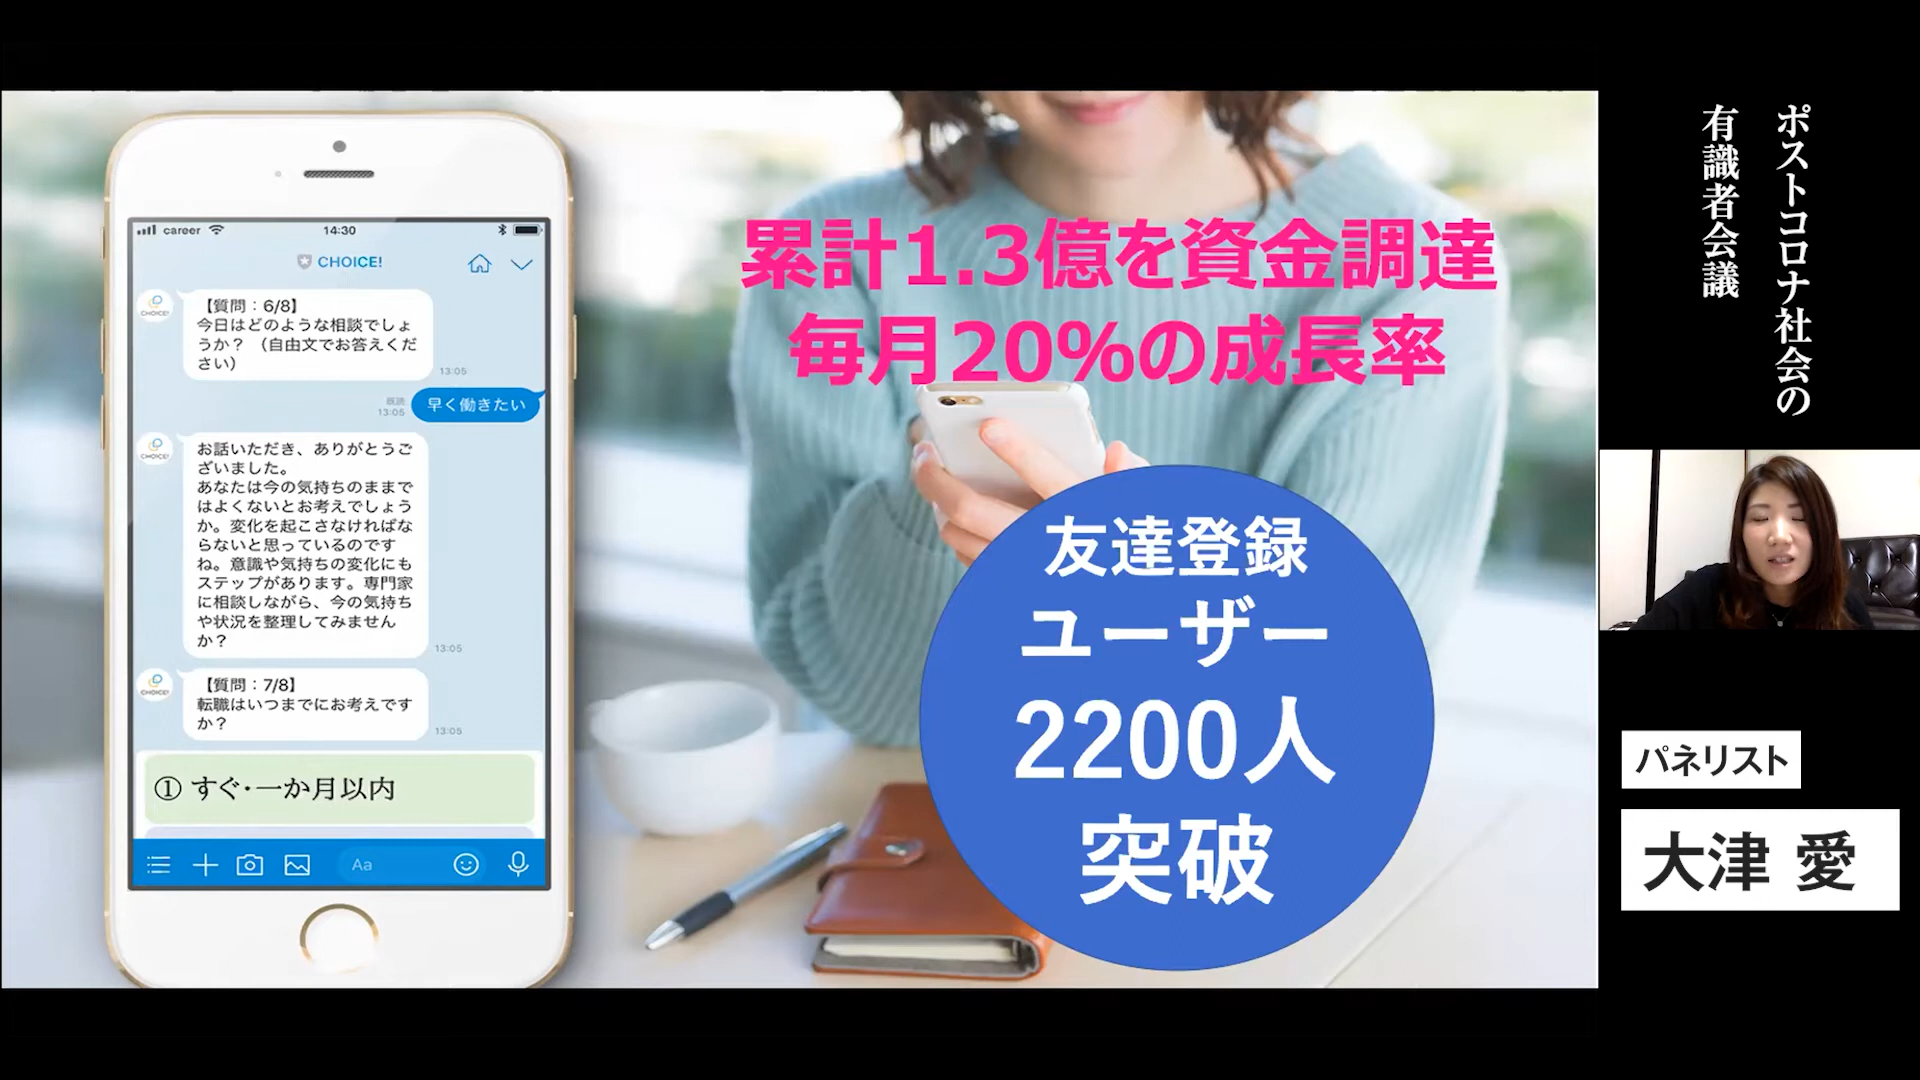 career
14:30
CHOICE!
【質問：6/8】
今日はどのような相談でしょ
うか？（自由文でお答えくだ
さい）
13:05
既読
13:05
早く働きたい
CHOICE!
お話いただき、ありがとうご
ざいました。
あなたは今の気持ちのままで
はよくないとお考えでしょう
か。変化を起こさなければな
らないと思っているのです
ね。意識や気持ちの変化にも
ステップがあります。専門家
に相談しながら、今の気持ち
や状況を整理してみません
か？
13:05
CHOICE!
【質問：7/8】
転職はいつまでにお考えです
か？
13:05
CHOICE!
① すぐ・一か月以内
Aa
累計1.3億を資金調達
毎月20%の成長率
友達登録
ユーザー
2200人
突破
ポストコロナ社会の
有識者会議
パネリスト
大津 愛